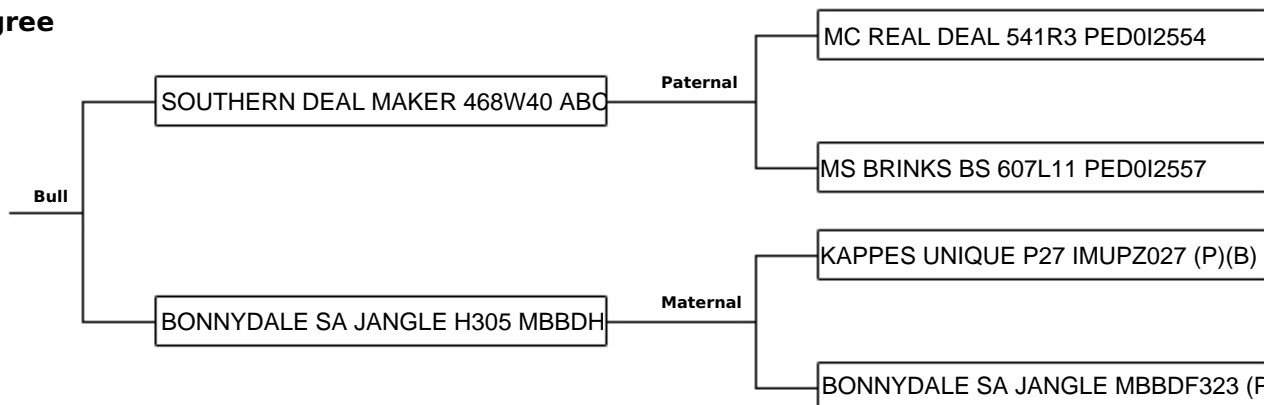 gree
MC REAL DEAL 541R3 PED0I2554
SOUTHERN DEAL MAKER 468W40 ABC
Paternal
MS BRINKS BS 607L11 PED0I2557
Bull
KAPPES UNIQUE P27 IMUPZ027 (P)(B)
BONNYDALE SA JANGLE H305 MBBDH
Maternal
BONNYDALE SA JANGLE MBBDF323 (P